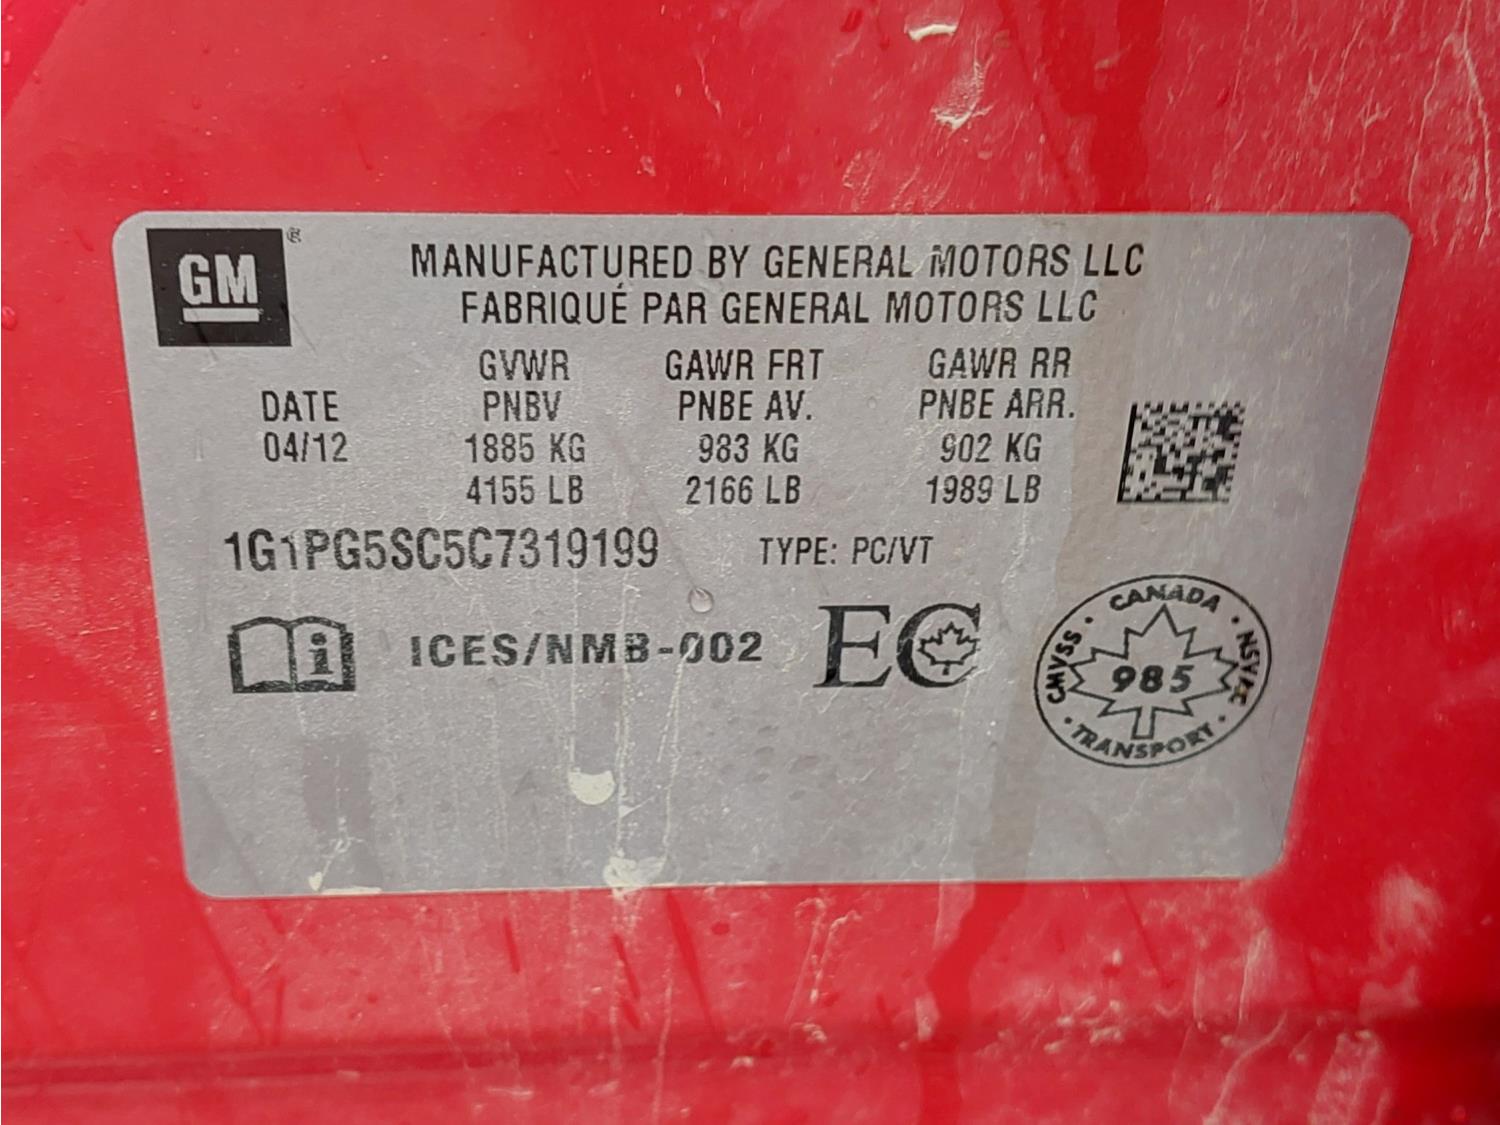 GM ®
MANUFACTURED BY GENERAL MOTORS LLC
FABRIQUÉ PAR GENERAL MOTORS LLC
GVWR GAWR FRT GAWR RR
DATE PNBV PNBE AV. PNBE ARR.
04/12 1885 KG 983 KG 902 KG
4155 LB 2166 LB 1989 LB
1G1PG5SC5C7319199 TYPE: PC/VT
i ICES/NMB-002 EC
CANADA
CMVSS 985
TRANSPORT